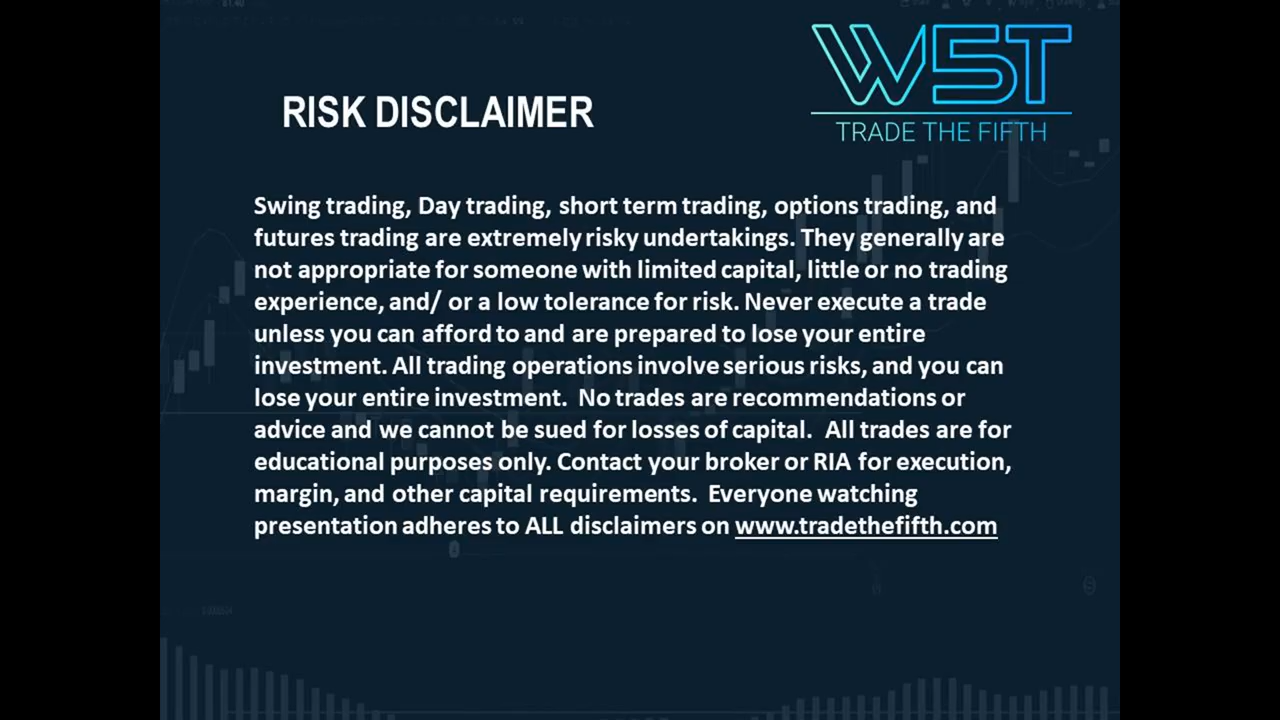 W5T
TRADE THE FIFTH
RISK DISCLAIMER
Swing trading, Day trading, short term trading, options trading, and
futures trading are extremely risky undertakings. They generally are
not appropriate for someone with limited capital, little or no trading
experience, and/ or a low tolerance for risk. Never execute a trade
unless you can afford to and are prepared to lose your entire
investment. All trading operations involve serious risks, and you can
lose your entire investment.  No trades are recommendations or
advice and we cannot be sued for losses of capital.  All trades are for
educational purposes only. Contact your broker or RIA for execution,
margin, and other capital requirements.  Everyone watching
presentation adheres to ALL disclaimers on www.tradethefifth.com